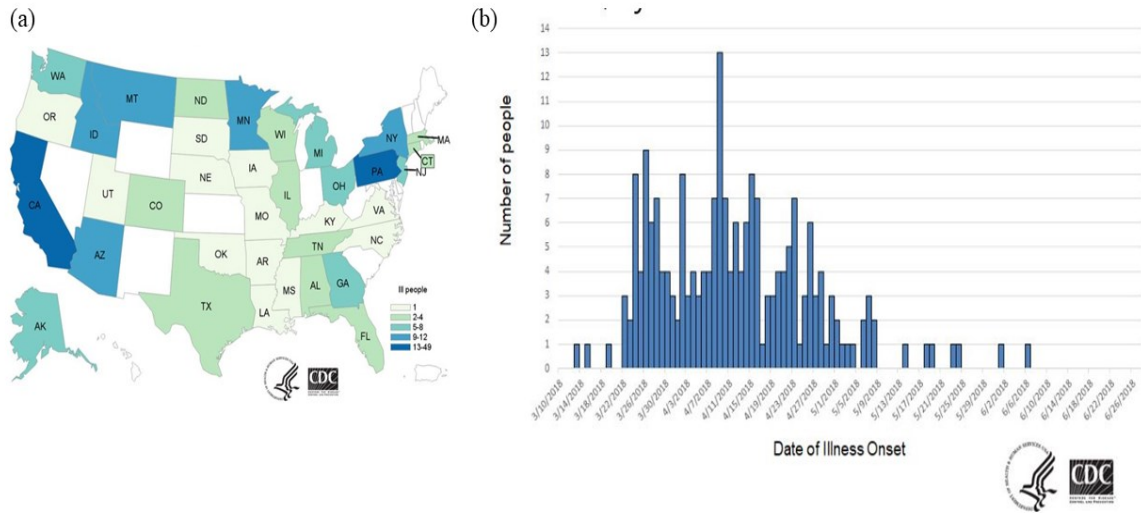 (a)
WA
OR
MT
ID
ND
SD
MN
WI
MI
NY
MA
CT
NJ
PA
OH
NE
IA
IL
UT
CO
CA
AZ
MO
KY
VA
NC
TN
OK
AR
MS
AL
GA
TX
LA
FL
AK
Ill people
1
2-4
5-8
9-12
13-49
CDC
(b)
14
13
12
11
10
9
8
7
6
5
4
3
2
1
0
Number of people
3/10/2018
3/14/2018
3/18/2018
3/22/2018
3/26/2018
3/30/2018
4/3/2018
4/7/2018
4/11/2018
4/15/2018
4/19/2018
4/23/2018
4/27/2018
5/1/2018
5/5/2018
5/9/2018
5/13/2018
5/17/2018
5/21/2018
5/25/2018
5/29/2018
6/2/2018
6/6/2018
6/10/2018
6/14/2018
6/18/2018
6/22/2018
6/26/2018
Date of Illness Onset
CDC